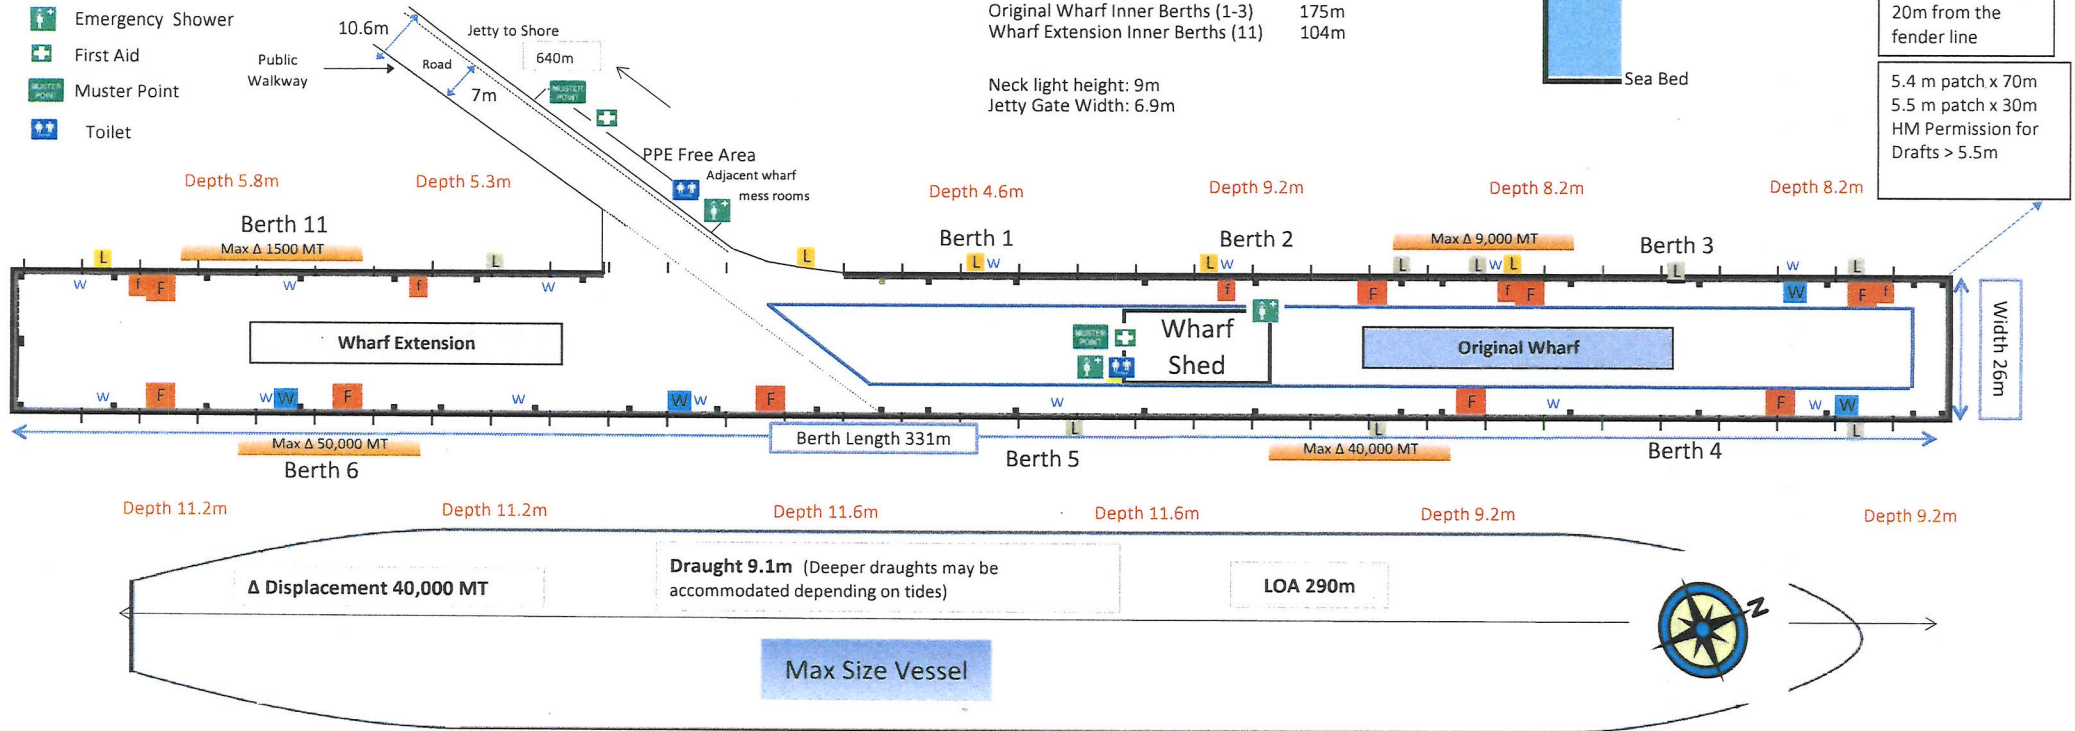 Emergency Shower
First Aid
MUSTER POINT
Muster Point
Toilet
10.6m
Jetty to Shore
640m
Public
Walkway
Road
7m
MUSTER POINT
PPE Free Area
Adjacent wharf
mess rooms
Original Wharf Inner Berths (1-3) 175m
Wharf Extension Inner Berths (11) 104m
Neck light height: 9m
Jetty Gate Width: 6.9m
Sea Bed
20m from the
fender line
5.4 m patch x 70m
5.5 m patch x 30m
HM Permission for
Drafts > 5.5m
Depth 5.8m Depth 5.3m Depth 4.6m Depth 9.2m Depth 8.2m Depth 8.2m
Berth 11 Berth 1 Berth 2 Berth 3
Max Δ 1500 MT Max Δ 9,000 MT
L L L L w L w L L w L L w L
w f F w f w f F f F W F f
Wharf Extension
MUSTER POINT
Wharf
Shed
Original Wharf
Width 26m
w F w W F w W w F w F w F w W
L L L
Max Δ 50,000 MT Berth Length 331m Max Δ 40,000 MT
Berth 6 Berth 5 Berth 4
Depth 11.2m Depth 11.2m Depth 11.6m Depth 11.6m Depth 9.2m Depth 9.2m
Δ Displacement 40,000 MT
Draught 9.1m (Deeper draughts may be
accommodated depending on tides)
LOA 290m
N
Max Size Vessel